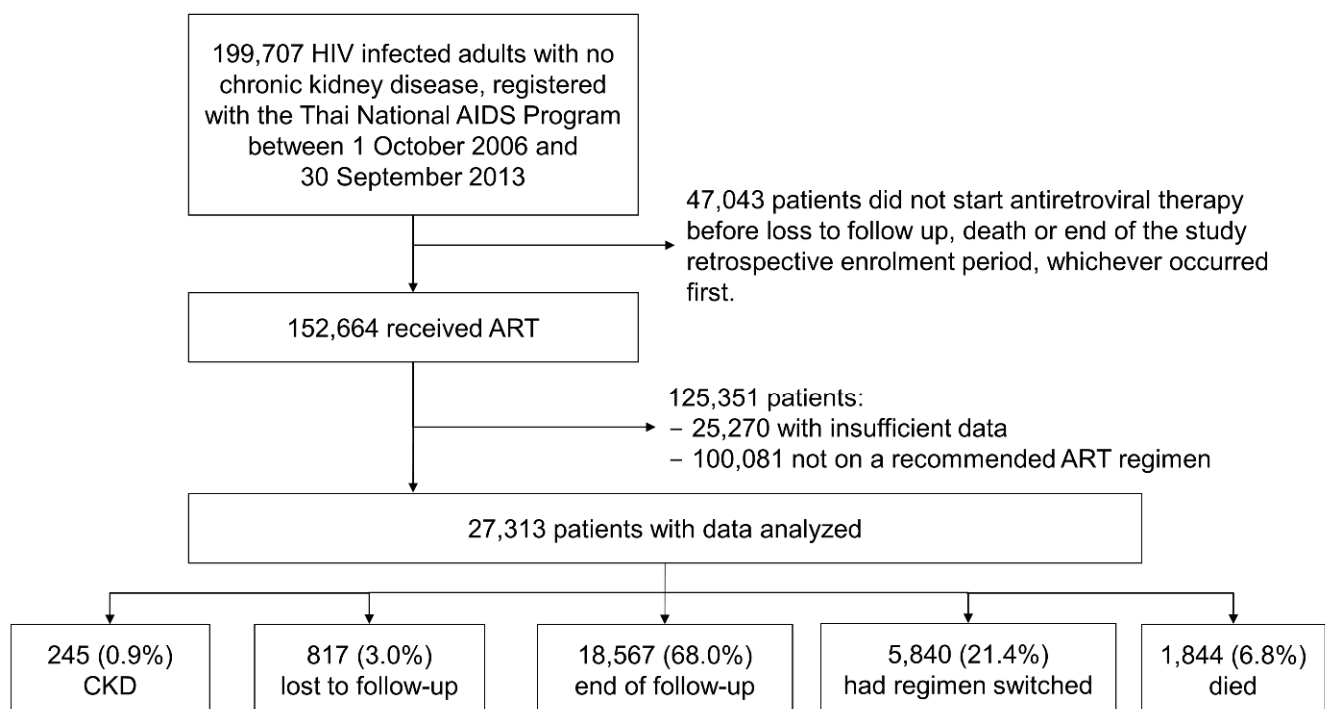 199,707 HIV infected adults with no
chronic kidney disease, registered
with the Thai National AIDS Program
between 1 October 2006 and
30 September 2013
47,043 patients did not start antiretroviral therapy
before loss to follow up, death or end of the study
retrospective enrolment period, whichever occurred
first.
152,664 received ART
125,351 patients:
– 25,270 with insufficient data
– 100,081 not on a recommended ART regimen
27,313 patients with data analyzed
245 (0.9%)
CKD
817 (3.0%)
lost to follow-up
18,567 (68.0%)
end of follow-up
5,840 (21.4%)
had regimen switched
1,844 (6.8%)
died